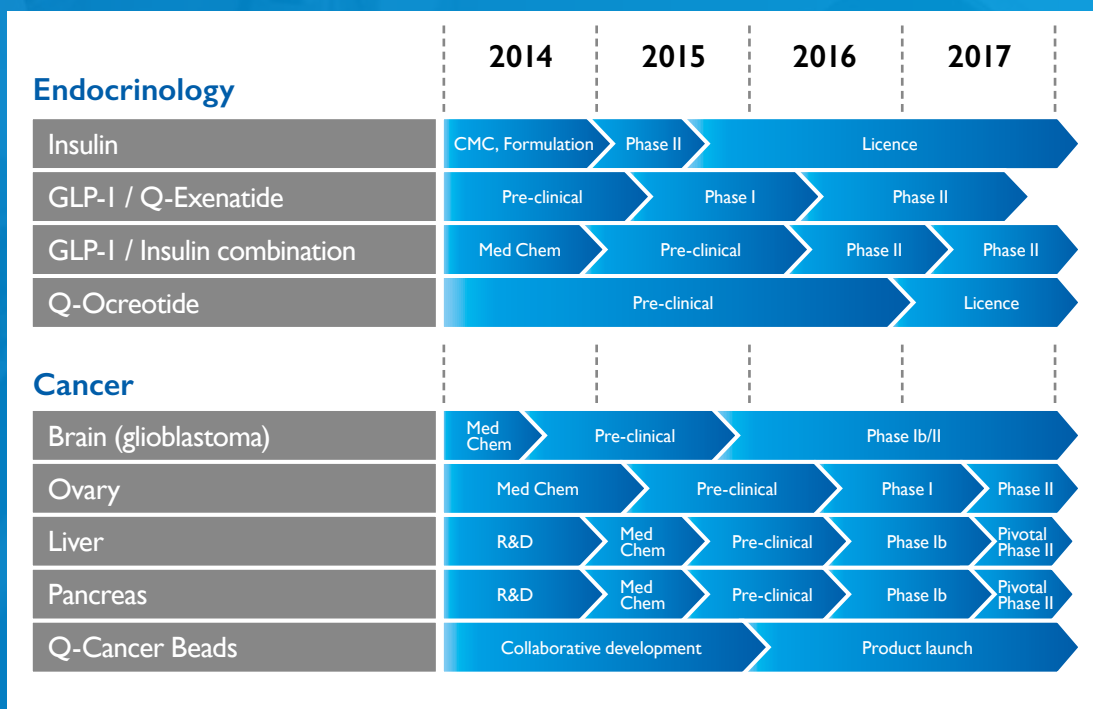 2014 2015 2016 2017
Endocrinology
Insulin CMC, Formulation Phase II Licence
GLP-1 / Q-Exenatide Pre-clinical Phase I Phase II
GLP-1 / Insulin combination Med Chem Pre-clinical Phase II Phase II
Q-Ocreotide Pre-clinical Licence
Cancer
Brain (glioblastoma) Med Chem Pre-clinical Phase Ib/II
Ovary Med Chem Pre-clinical Phase I Phase II
Liver R&D Med Chem Pre-clinical Phase Ib Pivotal Phase II
Pancreas R&D Med Chem Pre-clinical Phase Ib Pivotal Phase II
Q-Cancer Beads Collaborative development Product launch